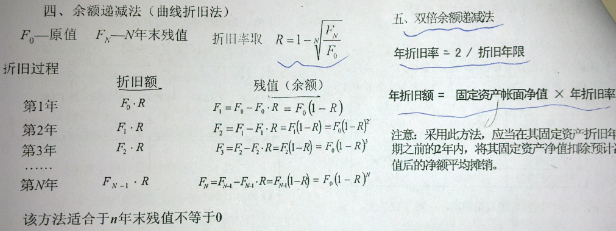 四、余额递减法（曲线折旧法）
F₀—原值 F_N—N年末残值 折旧率取 R=1-ᴺ√(F_N/F₀)
折旧过程
折旧额 残值（余额）
第1年 F₀·R F₁=F₀-F₀·R=F₀(1-R)
第2年 F₁·R F₂=F₁-F₁·R=F₁(1-R)=F₀(1-R)²
第3年 F₂·R F₃=F₂-F₂·R=F₂(1-R)=F₀(1-R)³
……
第N年 F_{N-1}·R F_N=F_{N-1}-F_{N-1}·R=F_{N-1}(1-R)=F₀(1-R)ᴺ
该方法适合于n年末残值不等于0
五、双倍余额递减法
年折旧率=2/折旧年限
年折旧额=固定资产帐面净值×年折旧率
注意：采用此方法，应当在其固定资产折旧年
期之前的2年内，将其固定资产净值扣除预计
值后的净额平均摊销。